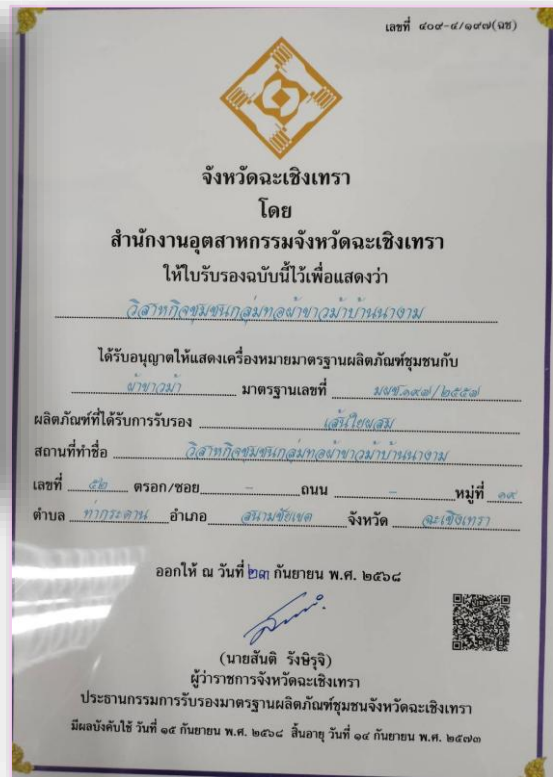 เลขที่ ๔๐๙-๔/๑๙๗(ฉช)
จังหวัดฉะเชิงเทรา
โดย
สำนักงานอุตสาหกรรมจังหวัดฉะเชิงเทรา
ให้ใบรับรองฉบับนี้ไว้เพื่อแสดงว่า
วิสาหกิจชุมชนกลุ่มทอผ้าขาวม้าบ้านนางาม
ได้รับอนุญาตให้แสดงเครื่องหมายมาตรฐานผลิตภัณฑ์ชุมชนกับ
ผ้าขาวม้า มาตรฐานเลขที่ มผช.๑๙๗/๒๕๕๗
ผลิตภัณฑ์ที่ได้รับการรับรอง เส้นใยผสม
สถานที่ทำชื่อ วิสาหกิจชุมชนกลุ่มทอผ้าขาวม้าบ้านนางาม
เลขที่ ๕๒ ตรอก/ซอย - ถนน - หมู่ที่ ๑๙
ตำบล ท่ากระดาน อำเภอ สนามชัยเขต จังหวัด ฉะเชิงเทรา
ออกให้ ณ วันที่ ๒๓ กันยายน พ.ศ. ๒๕๖๘
(นายสันติ รังษิรุจิ)
ผู้ว่าราชการจังหวัดฉะเชิงเทรา
ประธานกรรมการรับรองมาตรฐานผลิตภัณฑ์ชุมชนจังหวัดฉะเชิงเทรา
มีผลบังคับใช้ วันที่ ๑๕ กันยายน พ.ศ. ๒๕๖๘ สิ้นอายุ วันที่ ๑๔ กันยายน พ.ศ. ๒๕๗๓